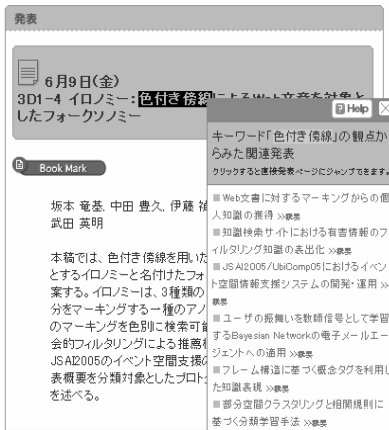 発表
6月9日(金)
3D1-4 イロノミー:色付き傍線によるWeb文章を対象と
したフォークソノミー
Book Mark
坂本 竜基, 中田 豊久, 伊藤 禎
武田 英明
本稿では、色付き傍線を用いた
とするイロノミーと名付けたフォ
案する。イロノミーは、3種類の
分をマーキングする一種のアノ
のマーキングを色別に検索可能
会的フィルタリングによる推薦機
JSAI2005のイベント空間支援の
表概要を分類対象としたプロトタ
を述べる。
Help
キーワード「色付き傍線」の観点か
らみた関連発表
クリックすると直接発表ページにジャンプできます。
■Web文書に対するマーキングからの個
人知識の獲得 ≫発表
■知識検索サイトにおける有害情報のフ
ィルタリング知識の表出化 ≫発表
■JSAI2005/UbiComp05におけるイベン
ト空間情報支援システムの開発・運用 ≫
発表
■ユーザの振舞いを教師信号として学習
するBayesian Networkの電子メールエー
ジェントへの適用 ≫発表
■フレーム構造に基づく概念タグを利用し
た知識表現 ≫発表
■部分空間クラスタリングと相関規則に
基づく分類学習手法 ≫発表